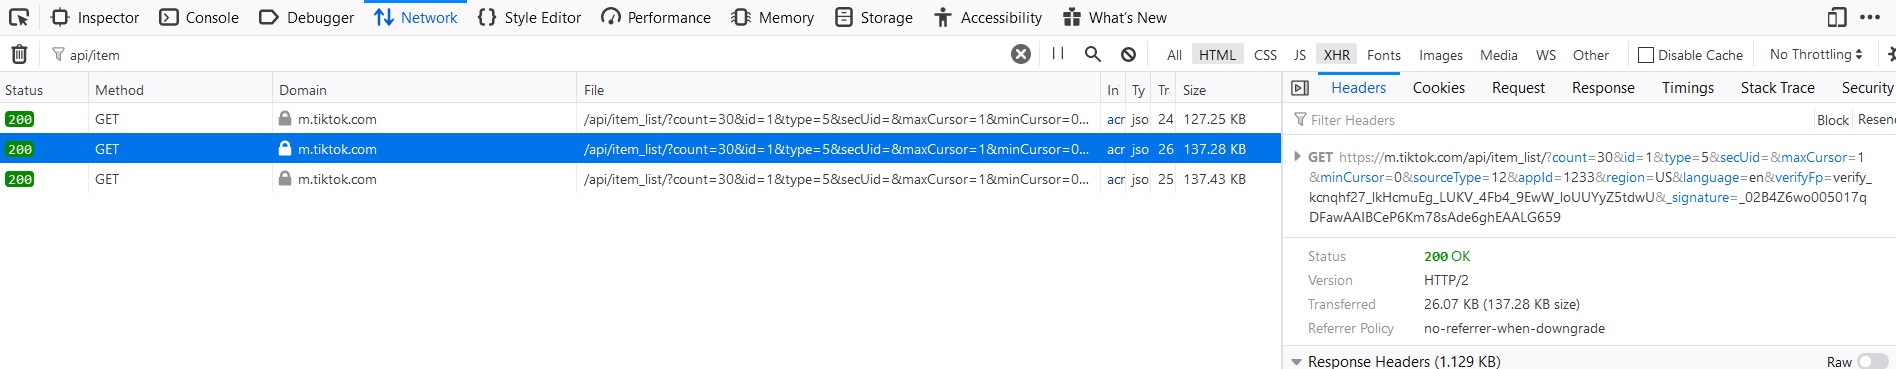 Inspector Console Debugger Network Style Editor Performance Memory Storage Accessibility What's New
api/item All HTML CSS JS XHR Fonts Images Media WS Other Disable Cache No Throttling
Status Method Domain File In Ty Tr Size Headers Cookies Request Response Timings Stack Trace Security
200 GET m.tiktok.com /api/item_list/?count=30&id=1&type=5&secUid=&maxCursor=1&minCursor=0... acr jso 24 127.25 KB
200 GET m.tiktok.com /api/item_list/?count=30&id=1&type=5&secUid=&maxCursor=1&minCursor=0... acr jso 26 137.28 KB
200 GET m.tiktok.com /api/item_list/?count=30&id=1&type=5&secUid=&maxCursor=1&minCursor=0... acr jso 25 137.43 KB
Filter Headers Block Resend
GET https://m.tiktok.com/api/item_list/?count=30&id=1&type=5&secUid=&maxCursor=1
&minCursor=0&sourceType=12&appId=1233&region=US&language=en&verifyFp=verify_
kcnqhf27_lkHcmuEg_LUKV_4Fb4_9EwW_loUUYyZ5tdwU&_signature=_02B4Z6wo005017q
DFawAAIBCeP6Km78sAde6ghEAALG659
Status 200 OK
Version HTTP/2
Transferred 26.07 KB (137.28 KB size)
Referrer Policy no-referrer-when-downgrade
Response Headers (1.129 KB) Raw